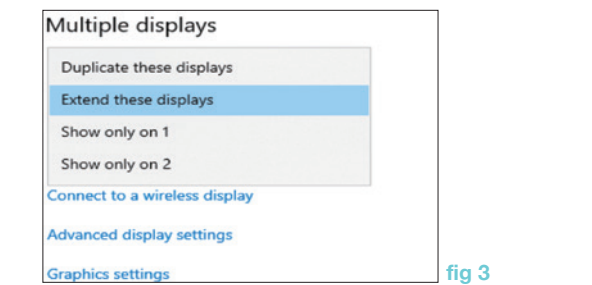 Multiple displays
Duplicate these displays
Extend these displays
Show only on 1
Show only on 2
Connect to a wireless display
Advanced display settings
Graphics settings
fig 3